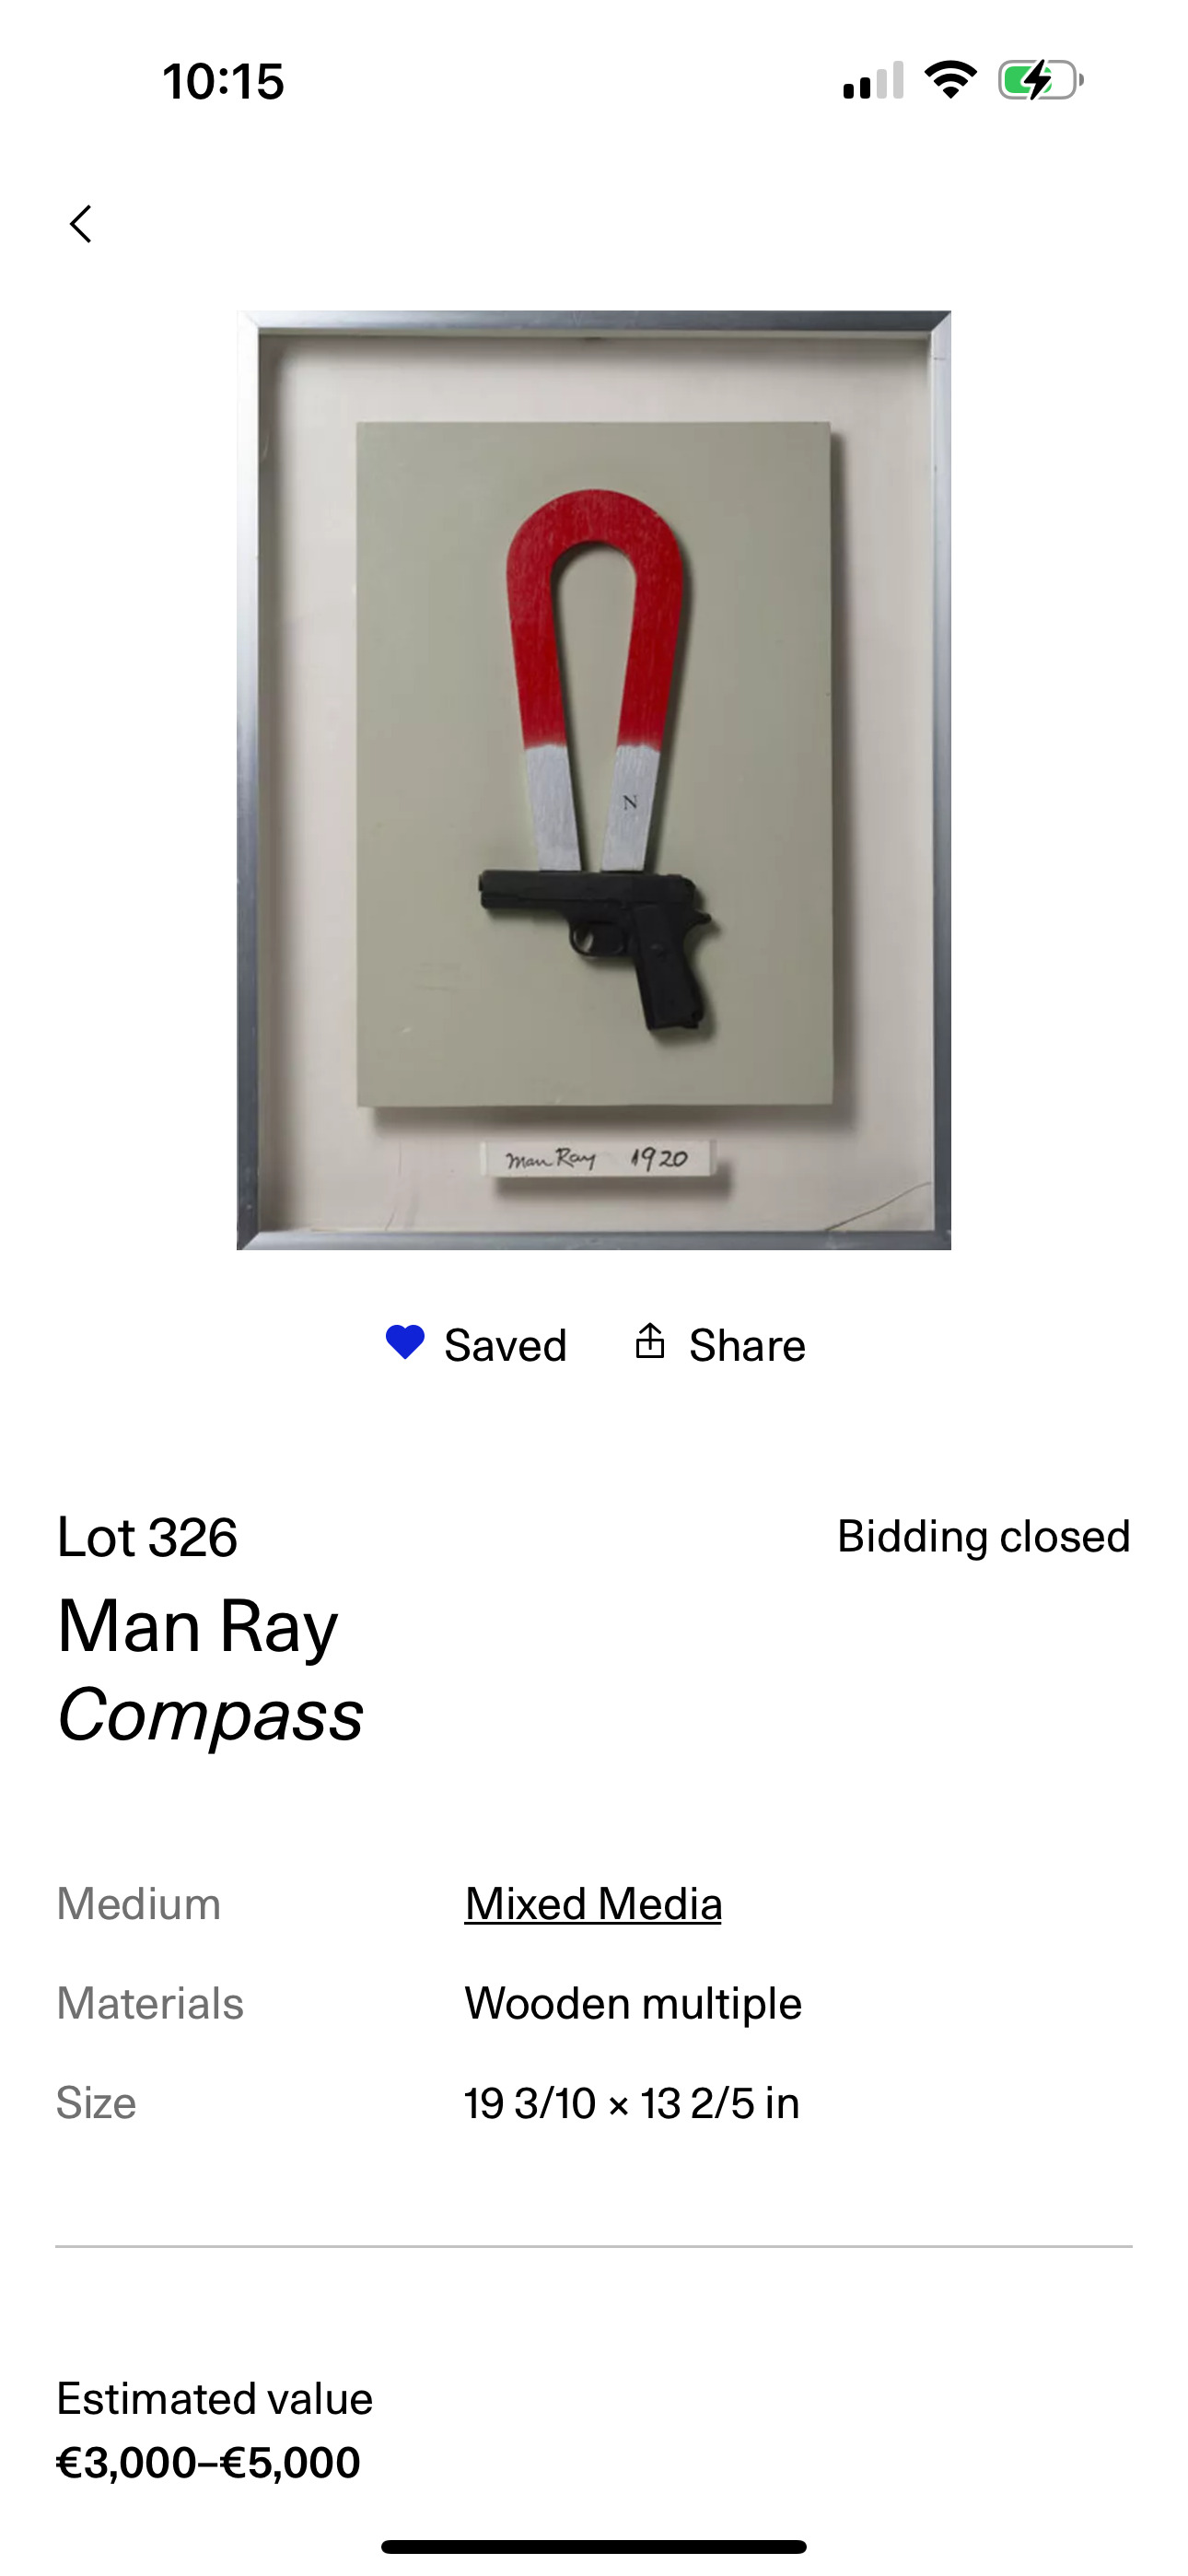 10:15
N
Man Ray 1920
Saved Share
Lot 326 Bidding closed
Man Ray
Compass
Medium Mixed Media
Materials Wooden multiple
Size 19 3/10 × 13 2/5 in
Estimated value
€3,000–€5,000